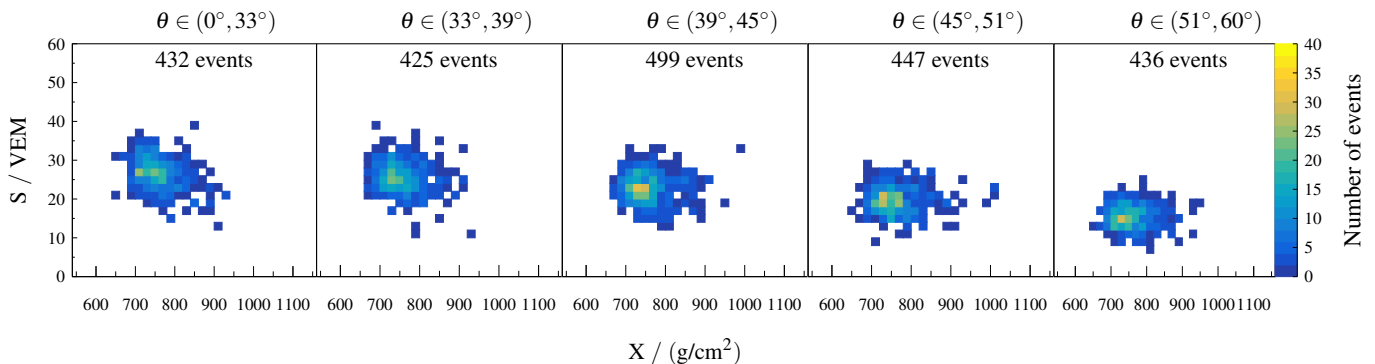 θ ∈ (0°,33°) θ ∈ (33°,39°) θ ∈ (39°,45°) θ ∈ (45°,51°) θ ∈ (51°,60°)
432 events 425 events 499 events 447 events 436 events
60
50
40
30
20
10
0
S / VEM
600 700 800 900 1000 1100 600 700 800 900 1000 1100 600 700 800 900 1000 1100 600 700 800 900 1000 1100 600 700 800 900 1000 1100
X / (g/cm²)
40
35
30
25
20
15
10
5
0
Number of events